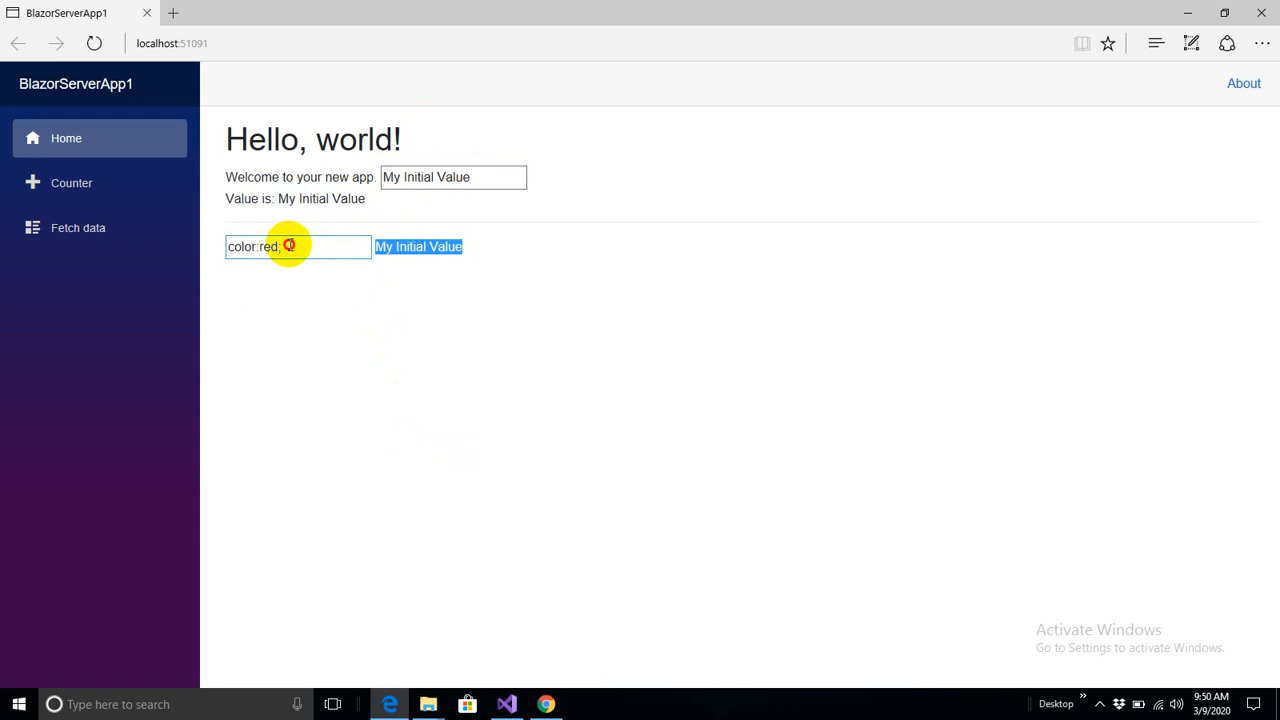 BlazorServerApp1
localhost:51091
BlazorServerApp1
About
Home
Counter
Fetch data
Hello, world!
Welcome to your new app. My Initial Value
Value is: My Initial Value
color:red; My Initial Value
Activate Windows
Go to Settings to activate Windows.
Type here to search
Desktop
9:50 AM
3/9/2020